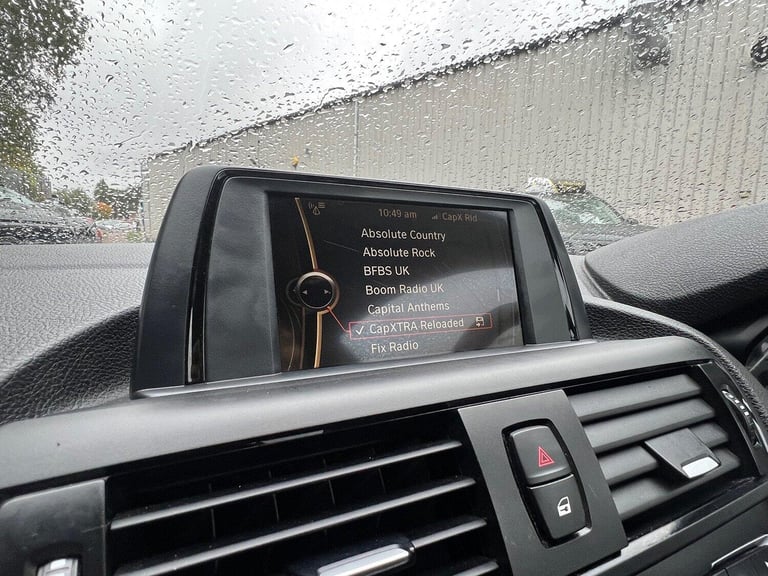 10:49 am CapX Rld
Absolute Country
Absolute Rock
BFBS UK
Boom Radio UK
Capital Anthems
CapXTRA Reloaded
Fix Radio